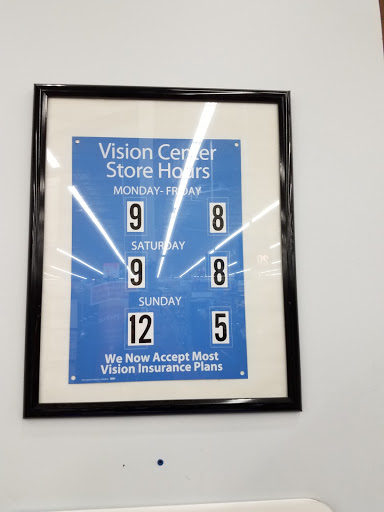 Vision Center
Store Hours
MONDAY- FRIDAY
9 8
SATURDAY
9 8
SUNDAY
12 5
We Now Accept Most
Vision Insurance Plans